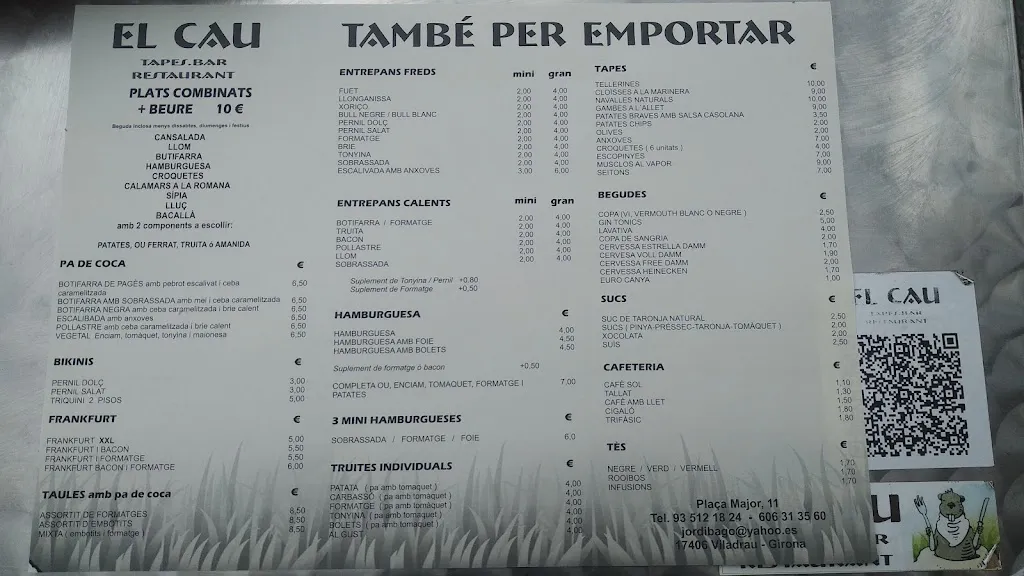 EL CAU
TAPES.BAR
RESTAURANT
PLATS COMBINATS
+ BEURE 10 €
Beguda inclosa menys dissabtes, diumenges i festius
CANSALADA
LLOM
BUTIFARRA
HAMBURGUESA
CROQUETES
CALAMARS A LA ROMANA
SÍPIA
LLUÇ
BACALLÀ
amb 2 components a escollir:
PATATES, OU FERRAT, TRUITA ó AMANIDA
PA DE COCA €
BOTIFARRA DE PAGÈS amb pebrot escalivat i ceba
caramelitzada 6,50
BOTIFARRA AMB SOBRASSADA amb mel i ceba caramelitzada 6,50
BOTIFARRA NEGRA amb ceba caramelitzada i brie calent 6,50
ESCALIBADA amb anxoves 6,50
POLLASTRE amb ceba caramelitzada i brie calent 6,50
VEGETAL Enciam, tomàquet, tonyina i maionesa 6,50
BIKINIS €
PERNIL DOLÇ 3,00
PERNIL SALAT 3,00
TRIQUINI 2 PISOS 5,00
FRANKFURT €
FRANKFURT XXL 5,00
FRANKFURT I BACON 5,50
FRANKFURT I FORMATGE 5,50
FRANKFURT BACON I FORMATGE 6,00
TAULES amb pa de coca €
ASSORTIT DE FORMATGES 8,50
ASSORTIT D EMBOTITS 8,50
MIXTA ( embotits i formatge ) 8,50
TAMBÉ PER EMPORTAR
ENTREPANS FREDS mini gran
FUET 2,00 4,00
LLONGANISSA 2,00 4,00
XORIÇO 2,00 4,00
BULL NEGRE / BULL BLANC 2,00 4,00
PERNIL DOLÇ 2,00 4,00
PERNIL SALAT 2,00 4,00
FORMATGE 2,00 4,00
BRIE 2,00 4,00
TONYINA 2,00 4,00
SOBRASSADA 2,00 4,00
ESCALIVADA AMB ANXOVES 3,00 6,00
ENTREPANS CALENTS mini gran
BOTIFARRA / FORMATGE 2,00 4,00
TRUITA 2,00 4,00
BACON 2,00 4,00
POLLASTRE 2,00 4,00
LLOM 2,00 4,00
SOBRASSADA 2,00 4,00
Suplement de Tonyina / Pernil +0,80
Suplement de Formatge +0,50
HAMBURGUESA €
HAMBURGUESA 4,00
HAMBURGUESA AMB FOIE 4,50
HAMBURGUESA AMB BOLETS 4,50
Suplement de formatge ó bacon +0,50
COMPLETA OU, ENCIAM, TOMAQUET, FORMATGE I 7,00
PATATES
3 MINI HAMBURGUESES €
SOBRASSADA / FORMATGE / FOIE 6,0
TRUITES INDIVIDUALS €
PATATA ( pa amb tomaquet ) 4,00
CARBASSÓ ( pa amb tomaquet ) 4,00
FORMATGE ( pa amb tomàquet ) 4,00
TONYINA ( pa amb tomàquet ) 4,00
BOLETS ( pa amb tomàquet ) 4,00
AL GUST 4,00
TAPES €
TELLERINES 10,00
CLOÏSSES A LA MARINERA 9,00
NAVALLES NATURALS 10,00
GAMBES A L´ALLET 9,00
PATATES BRAVES AMB SALSA CASOLANA 3,50
PATATES CHIPS 2,00
OLIVES 2,00
ANXOVES 7,00
CROQUETES ( 6 unitats ) 4,00
ESCOPINYES 7,00
MUSCLOS AL VAPOR 9,00
SEITONS 7,00
BEGUDES €
COPA (VI, VERMOUTH BLANC O NEGRE ) 2,50
GIN TONICS 5,00
LAVATIVA 4,00
COPA DE SANGRIA 2,00
CERVESSA ESTRELLA DAMM 1,70
CERVESA VOLL DAMM 1,90
CERVESSA FREE DAMM 2,00
CERVESSA HEINECKEN 1,70
EURO CANYA 1,00
SUCS €
SUC DE TARONJA NATURAL 2,50
SUCS ( PINYA-PRÉSSEC-TARONJA-TOMÀQUET ) 2,00
XOCOLATA 2,00
SUÍS 2,50
CAFETERIA €
CAFÈ SOL 1,10
TALLAT 1,30
CAFÈ AMB LLET 1,50
CIGALÓ 1,80
TRIFÀSIC 1,80
TÈS €
NEGRE / VERD / VERMELL 1,70
ROOIBOS 1,70
INFUSIONS 1,70
Plaça Major, 11
Tel. 93 512 18 24 - 606 31 35 60
jordibago@yahoo.es
17406 Viladrau - Girona
EL CAU
TAPES.BAR
RESTAURANT